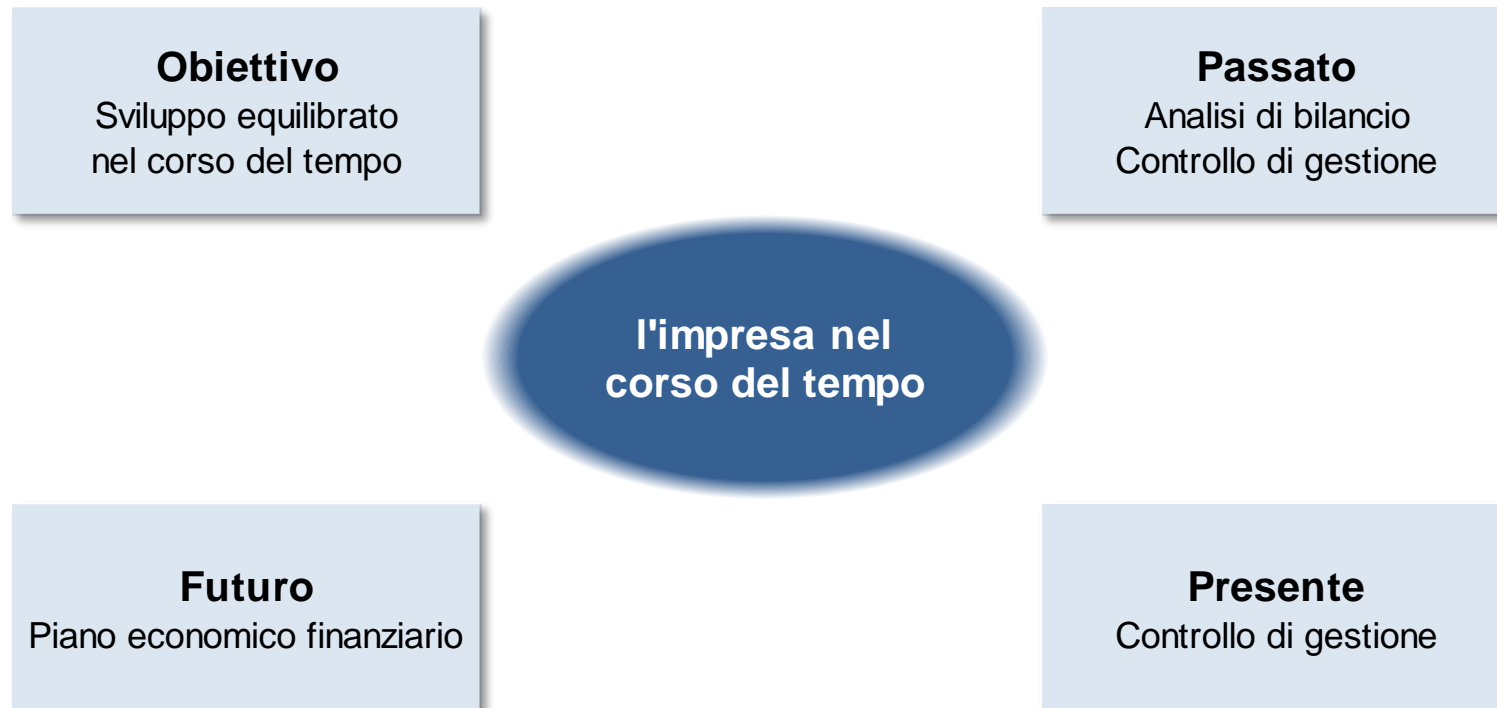 Obiettivo
Sviluppo equilibrato
nel corso del tempo
Passato
Analisi di bilancio
Controllo di gestione
l'impresa nel
corso del tempo
Futuro
Piano economico finanziario
Presente
Controllo di gestione